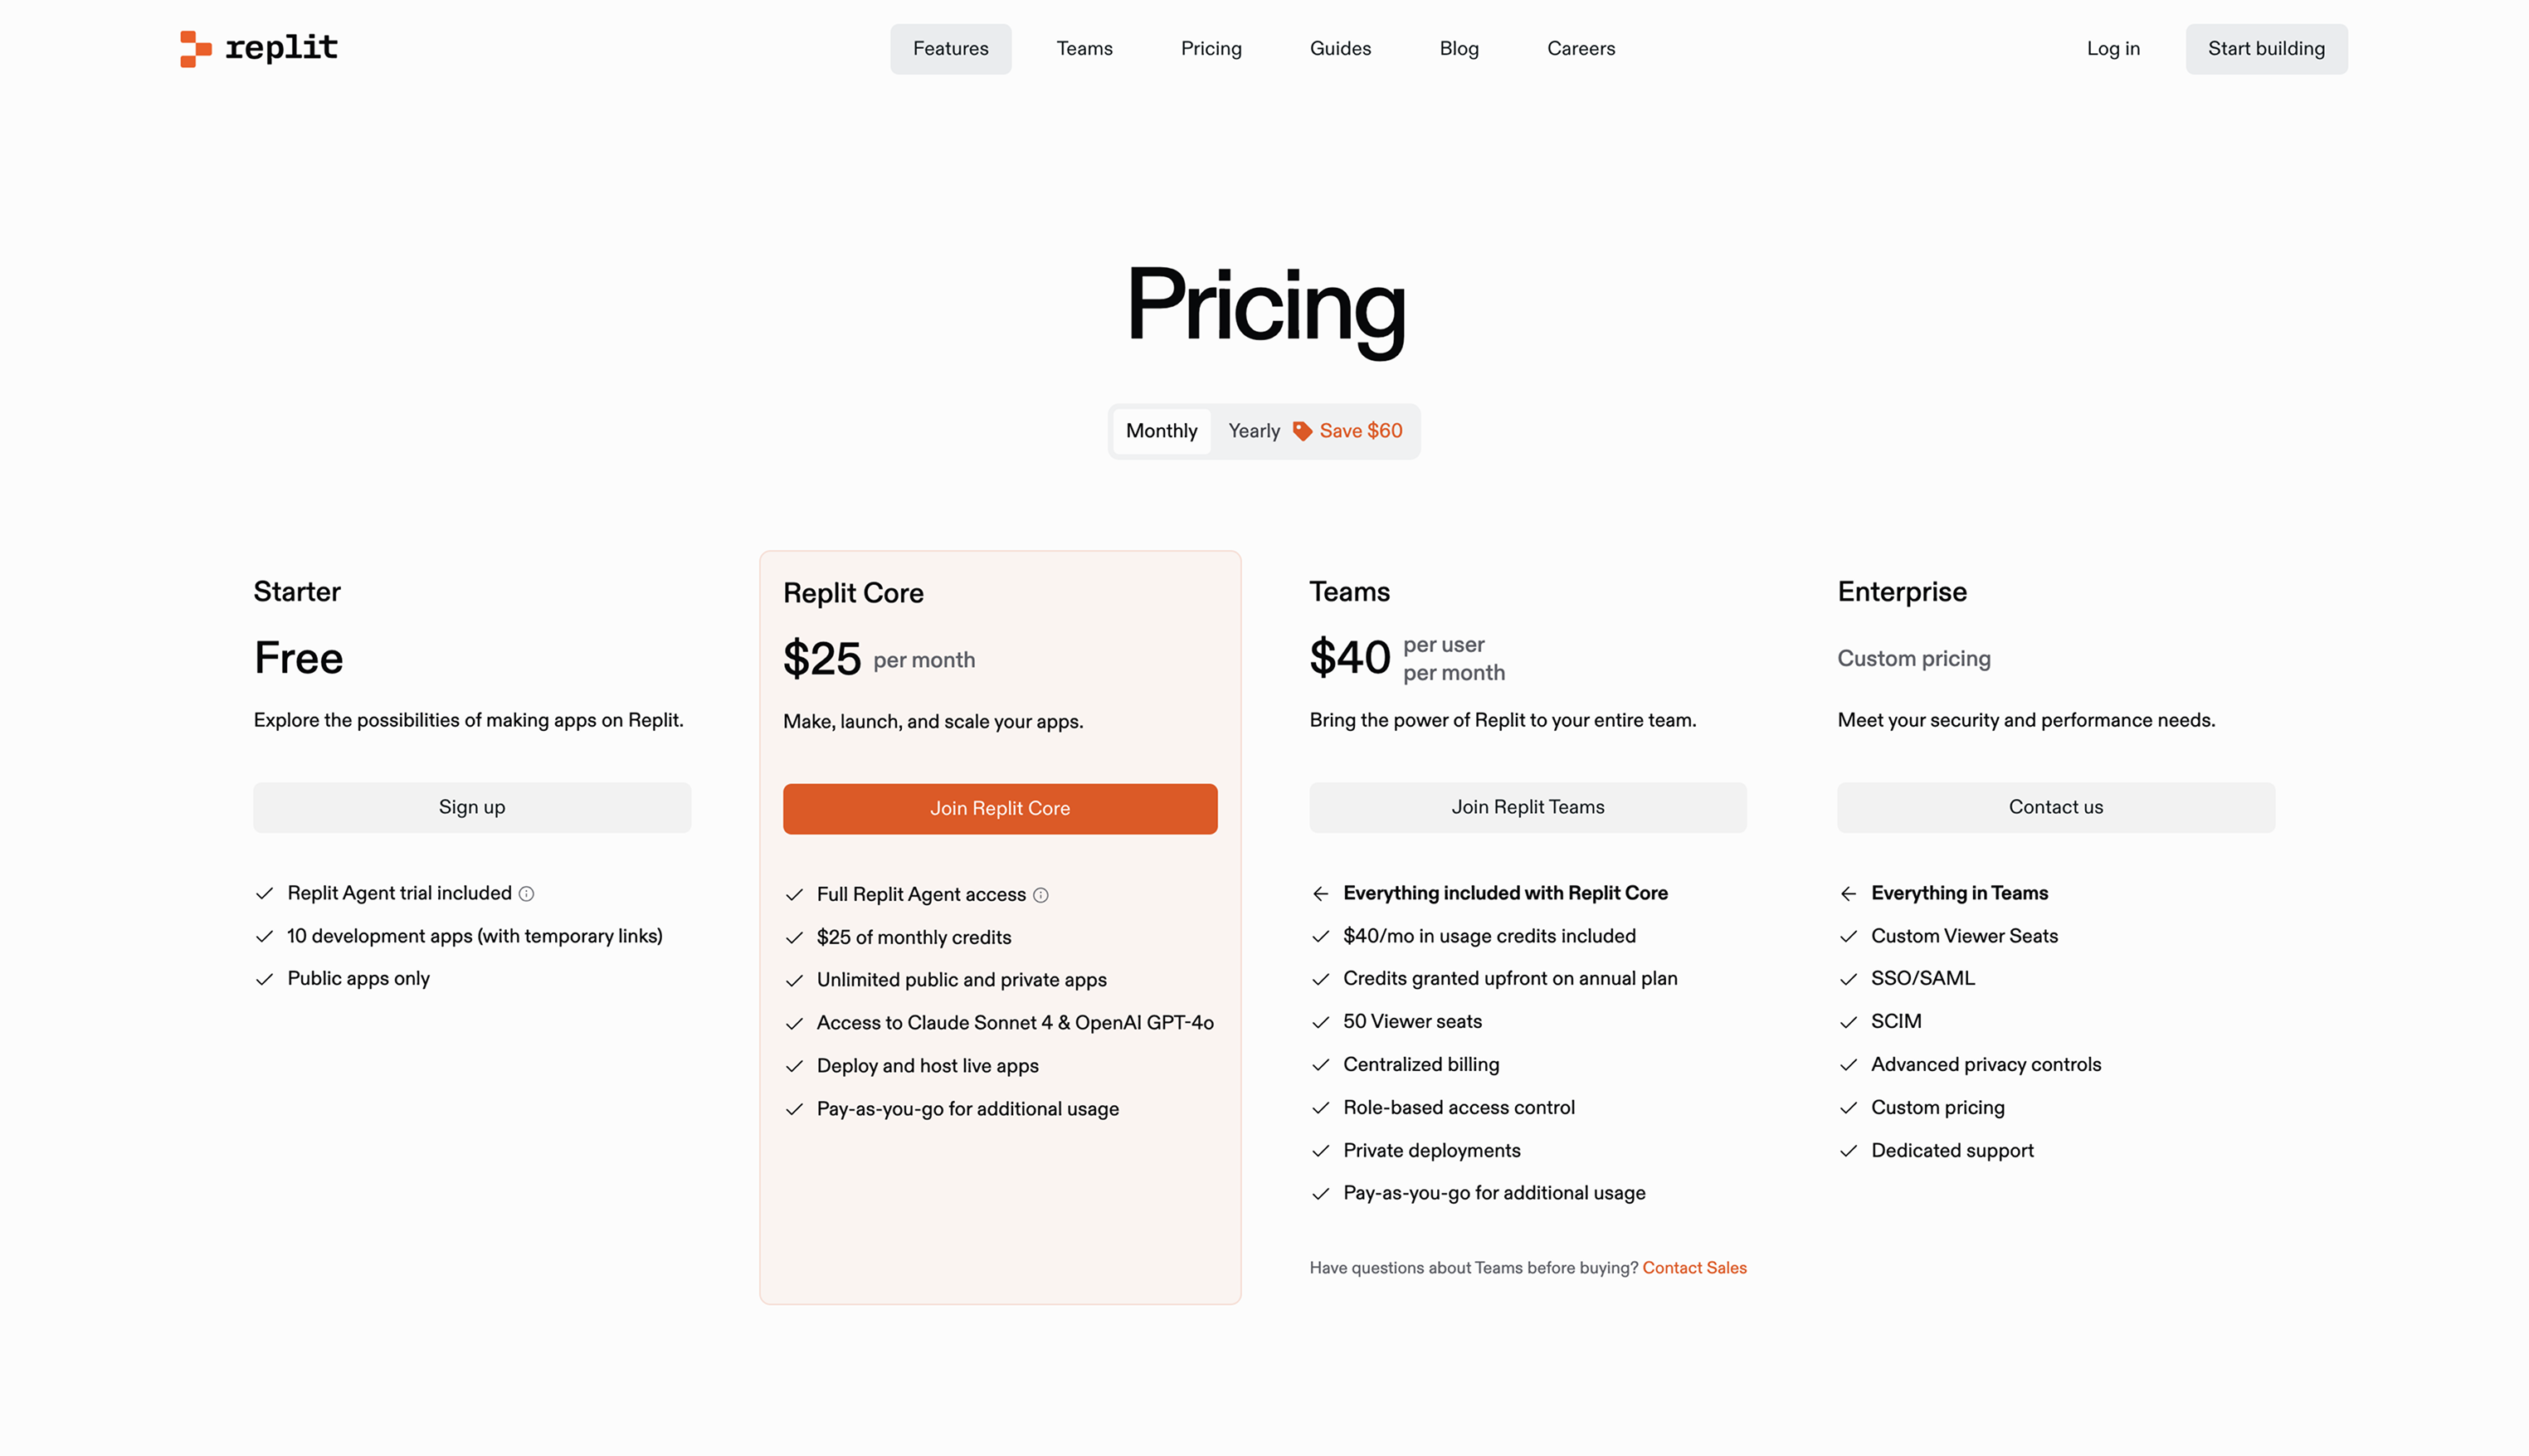 replit
Features
Teams
Pricing
Guides
Blog
Careers
Log in
Start building
Pricing
Monthly
Yearly
Save $60
Starter
Free
Explore the possibilities of making apps on Replit.
Sign up
Replit Agent trial included
10 development apps (with temporary links)
Public apps only
Replit Core
$25 per month
Make, launch, and scale your apps.
Join Replit Core
Full Replit Agent access
$25 of monthly credits
Unlimited public and private apps
Access to Claude Sonnet 4 & OpenAI GPT-4o
Deploy and host live apps
Pay-as-you-go for additional usage
Teams
$40
per user
per month
Bring the power of Replit to your entire team.
Join Replit Teams
Everything included with Replit Core
$40/mo in usage credits included
Credits granted upfront on annual plan
50 Viewer seats
Centralized billing
Role-based access control
Private deployments
Pay-as-you-go for additional usage
Have questions about Teams before buying? Contact Sales
Enterprise
Custom pricing
Meet your security and performance needs.
Contact us
Everything in Teams
Custom Viewer Seats
SSO/SAML
SCIM
Advanced privacy controls
Custom pricing
Dedicated support